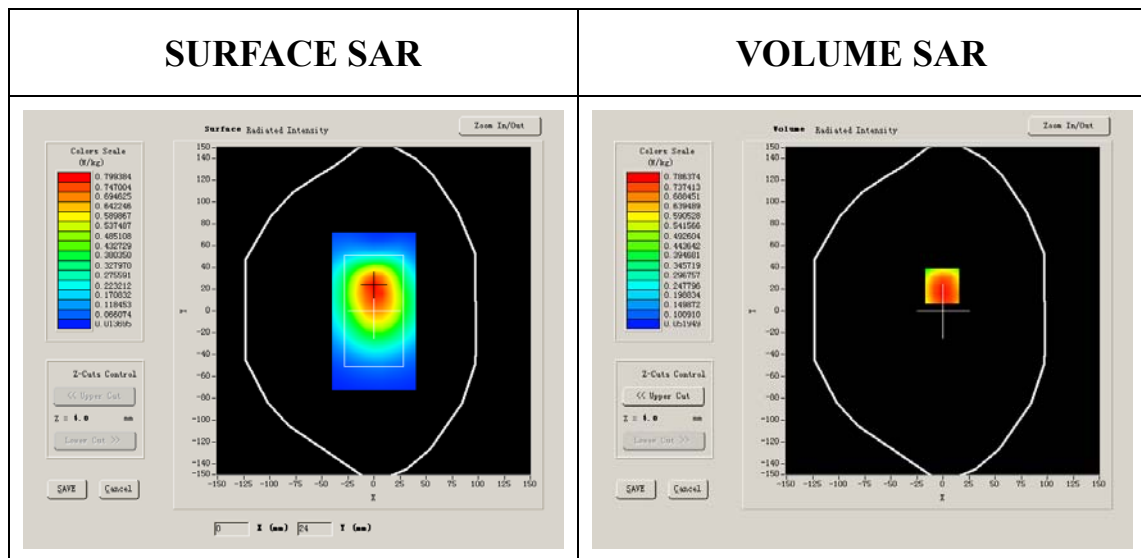 SURFACE SAR
VOLUME SAR
Surface Radiated Intensity
Zoom In/Out
Colors Scale
(W/kg)
0.799384
0.747004
0.694625
0.642246
0.589867
0.537487
0.485108
0.432729
0.380350
0.327970
0.275591
0.223212
0.170832
0.118453
0.066074
0.013695
150
140
120
100
80
60
40
20
0
-20
-40
-60
-80
-100
-120
-140
-150
Y
-150 -125 -100 -75 -50 -25 0 25 50 75 100 125 150
X
Z-Cuts Control
<< Upper Cut
Z = 4.0 mm
Lower Cut >>
SAVE Cancel
0 X (mm) 24 Y (mm)
Volume Radiated Intensity
Zoom In/Out
Colors Scale
(W/kg)
0.786374
0.737413
0.688451
0.639489
0.590528
0.541566
0.492604
0.443642
0.394681
0.345719
0.296757
0.247796
0.198834
0.149872
0.100910
0.051949
150
140
120
100
80
60
40
20
0
-20
-40
-60
-80
-100
-120
-140
-150
Y
-150 -125 -100 -75 -50 -25 0 25 50 75 100 125 150
X
Z-Cuts Control
<< Upper Cut
Z = 4.0 mm
Lower Cut >>
SAVE Cancel